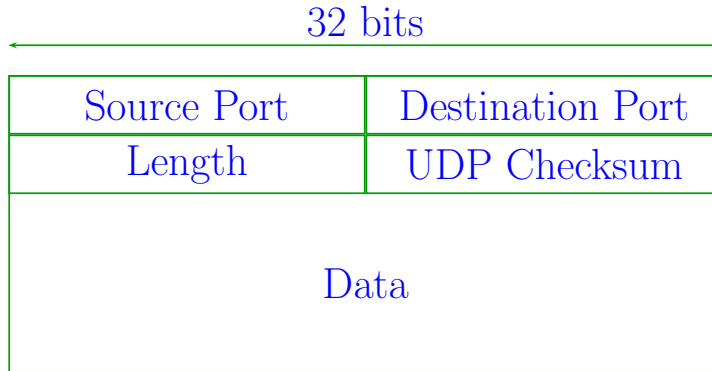 32 bits
Source Port Destination Port
Length UDP Checksum
Data